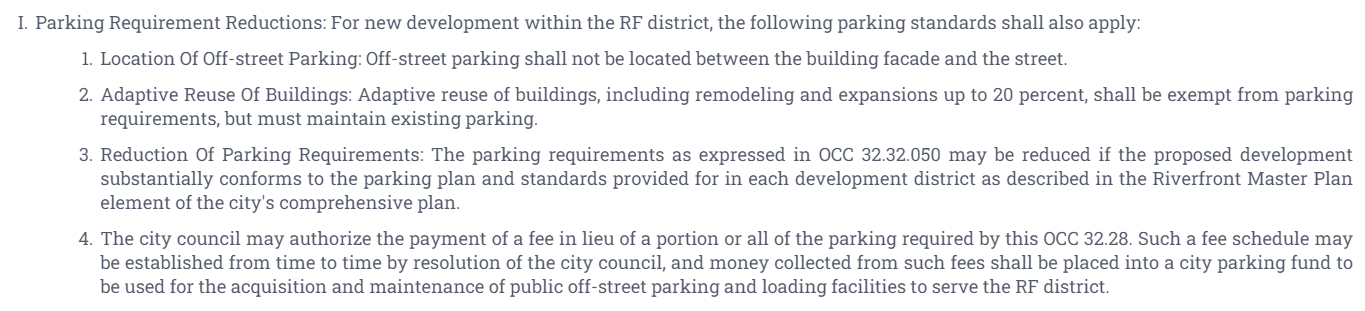 I. Parking Requirement Reductions: For new development within the RF district, the following parking standards shall also apply:
1. Location Of Off-street Parking: Off-street parking shall not be located between the building facade and the street.
2. Adaptive Reuse Of Buildings: Adaptive reuse of buildings, including remodeling and expansions up to 20 percent, shall be exempt from parking
requirements, but must maintain existing parking.
3. Reduction Of Parking Requirements: The parking requirements as expressed in OCC 32.32.050 may be reduced if the proposed development
substantially conforms to the parking plan and standards provided for in each development district as described in the Riverfront Master Plan
element of the city's comprehensive plan.
4. The city council may authorize the payment of a fee in lieu of a portion or all of the parking required by this OCC 32.28. Such a fee schedule may
be established from time to time by resolution of the city council, and money collected from such fees shall be placed into a city parking fund to
be used for the acquisition and maintenance of public off-street parking and loading facilities to serve the RF district.